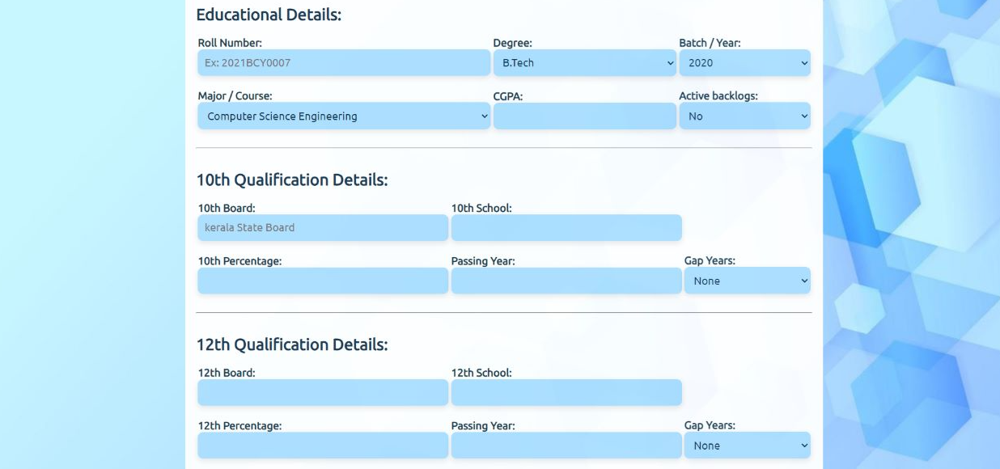 Educational Details:
Roll Number: Degree: Batch / Year:
Ex: 2021BCY0007 B.Tech 2020
Major / Course: CGPA: Active backlogs:
Computer Science Engineering No
10th Qualification Details:
10th Board: 10th School:
kerala State Board
10th Percentage: Passing Year: Gap Years:
None
12th Qualification Details:
12th Board: 12th School:
12th Percentage: Passing Year: Gap Years:
None